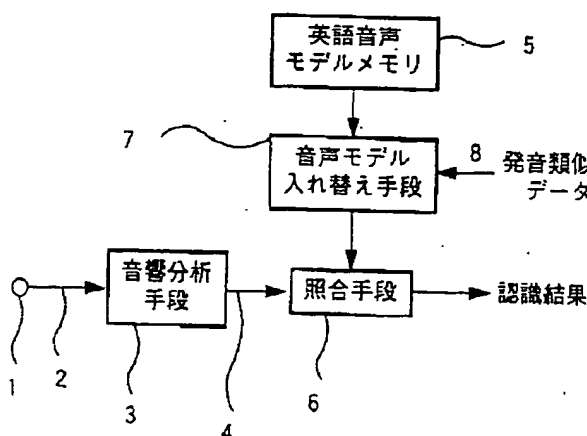 英語音声
モデルメモリ
5
7
音声モデル
入れ替え手段
8
発音類似
データ
音響分析
手段
照合手段
認識結果
1
2
3
4
6